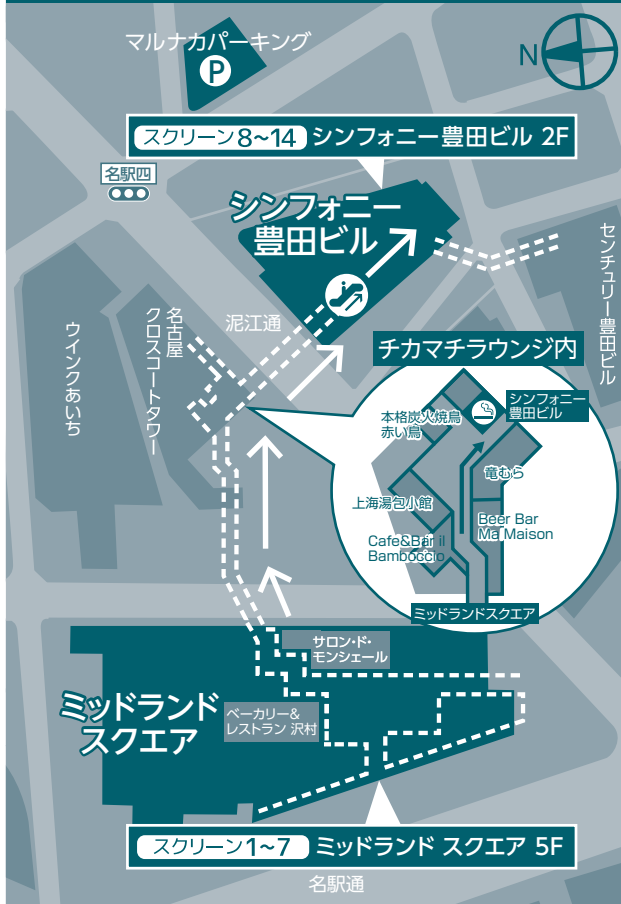 マルナカパーキング
P
N
スクリーン8~14 シンフォニー豊田ビル 2F
名駅四
シンフォニー
豊田ビル
センチュリー豊田ビル
泥江通
名古屋
クロスコートタワー
ウインクあいち
チカマチラウンジ内
シンフォニー
豊田ビル
本格炭火焼鳥
赤い鳥
竜むら
上海湯包小館
Beer Bar
Ma Maison
Cafe&Bar il
Bamboccio
ミッドランドスクエア
サロン・ド・
モンシェール
ミッドランド
スクエア
ベーカリー&
レストラン 沢村
スクリーン1~7 ミッドランド スクエア 5F
名駅通